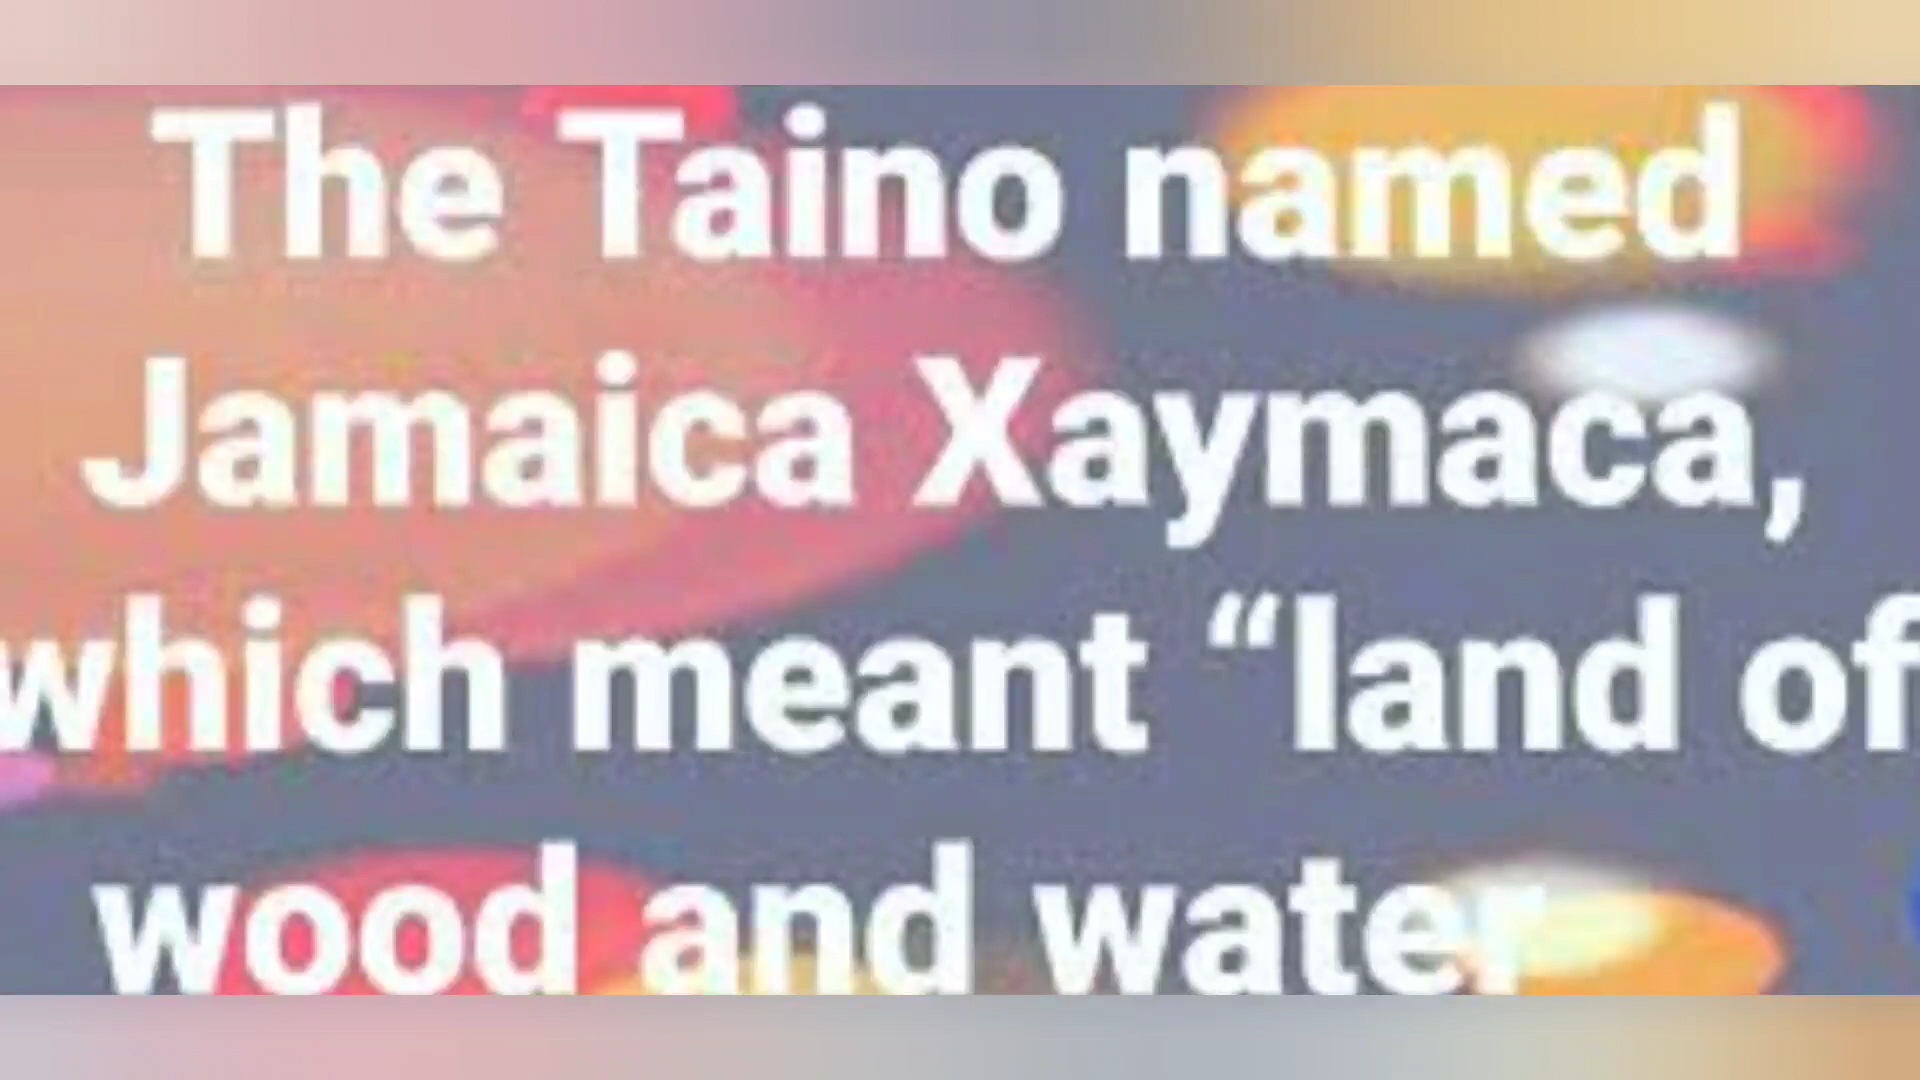 The Taino named
Jamaica Xaymaca,
which meant “land of
wood and water